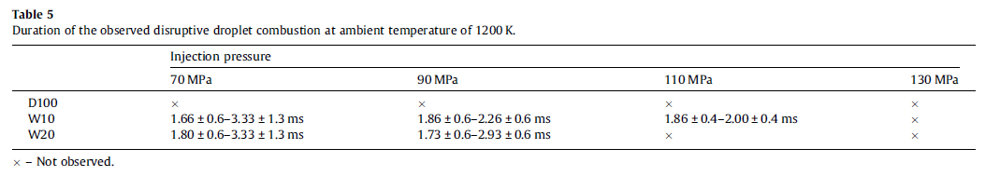 Table 5
Duration of the observed disruptive droplet combustion at ambient temperature of 1200 K.
Injection pressure
70 MPa 90 MPa 110 MPa 130 MPa
D100 × × × ×
W10 1.66 ± 0.6–3.33 ± 1.3 ms 1.86 ± 0.6–2.26 ± 0.6 ms 1.86 ± 0.4–2.00 ± 0.4 ms ×
W20 1.80 ± 0.6–3.33 ± 1.3 ms 1.73 ± 0.6–2.93 ± 0.6 ms × ×
× – Not observed.